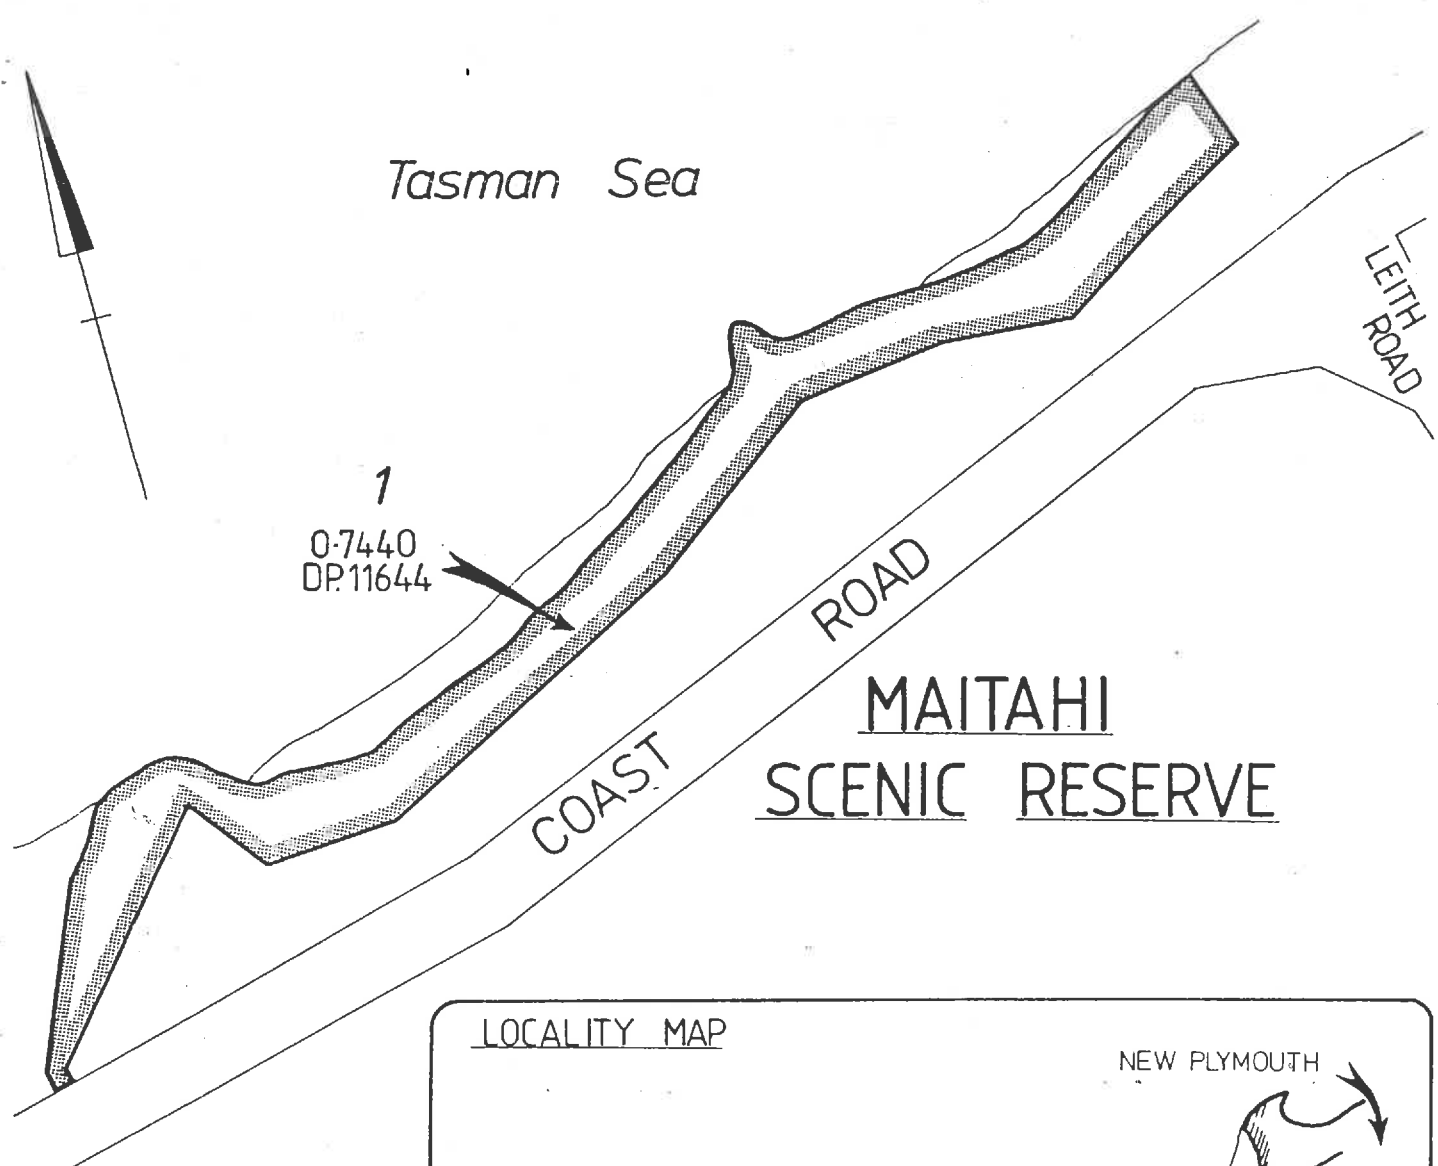 Tasman Sea
LEITH
ROAD
1
0·7440
DP.11644
COAST ROAD
MAITAHI
SCENIC RESERVE
LOCALITY MAP
NEW PLYMOUTH